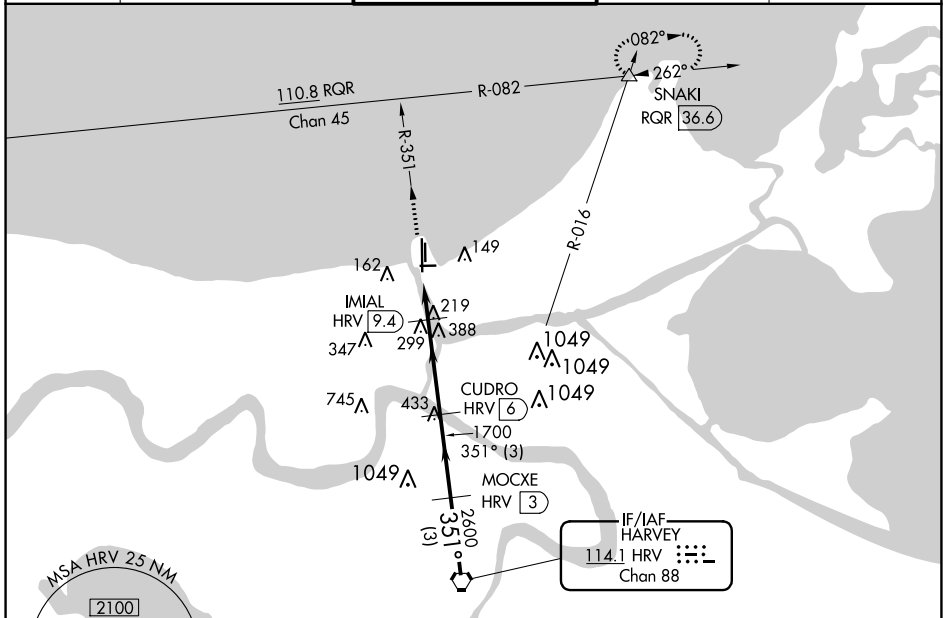 082°
262°
SNAKI
RQR 36.6
110.8 RQR
Chan 45
R-082
R-351
R-016
149
162
IMIAL
HRV 9.4
219
299
388
347
1049
1049
1049
745
433
CUDRO
HRV 6
1700
351° (3)
1049
MOCXE
HRV 3
2600
351°
(3)
IF/IAF
HARVEY
114.1 HRV
Chan 88
MSA HRV 25 NM
2100